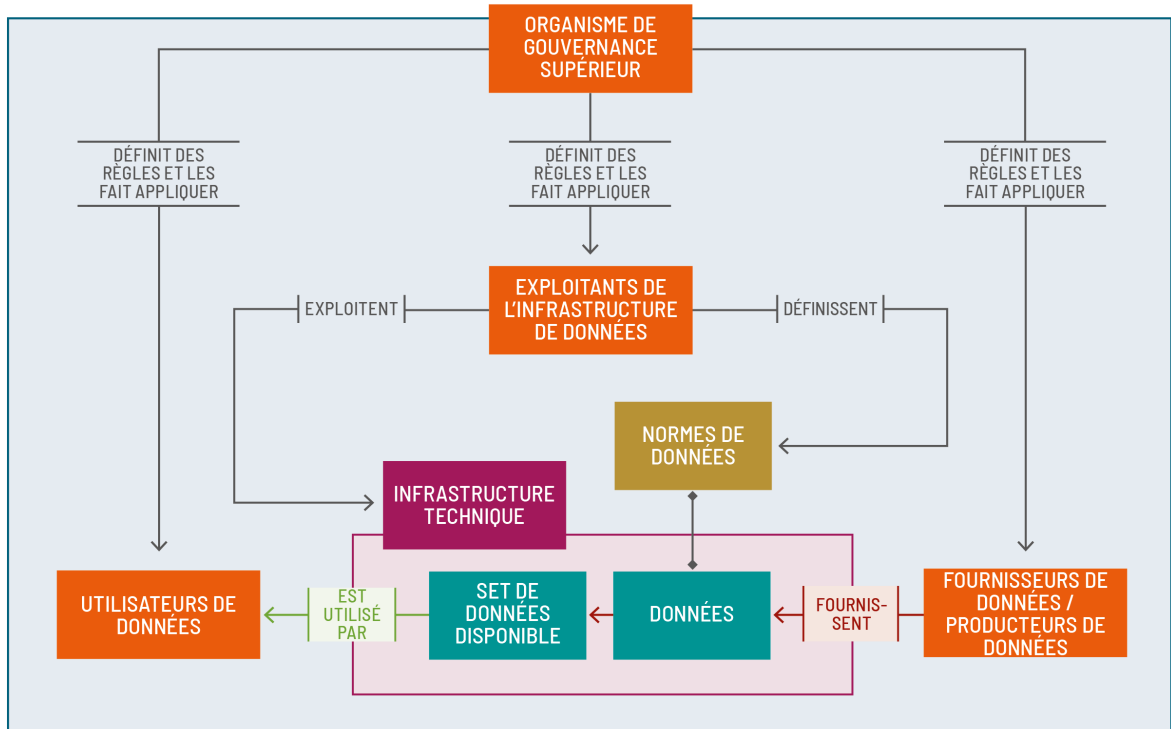 ORGANISME DE
GOUVERNANCE
SUPÉRIEUR
DÉFINIT DES
RÈGLES ET LES
FAIT APPLIQUER
DÉFINIT DES
RÈGLES ET LES
FAIT APPLIQUER
DÉFINIT DES
RÈGLES ET LES
FAIT APPLIQUER
EXPLOITANTS DE
L'INFRASTRUCTURE
DE DONNÉES
EXPLOITENT
DÉFINISSENT
NORMES DE
DONNÉES
INFRASTRUCTURE
TECHNIQUE
UTILISATEURS DE
DONNÉES
EST
UTILISÉ
PAR
SET DE
DONNÉES
DISPONIBLE
DONNÉES
FOURNIS-
SENT
FOURNISSEURS DE
DONNÉES /
PRODUCTEURS DE
DONNÉES